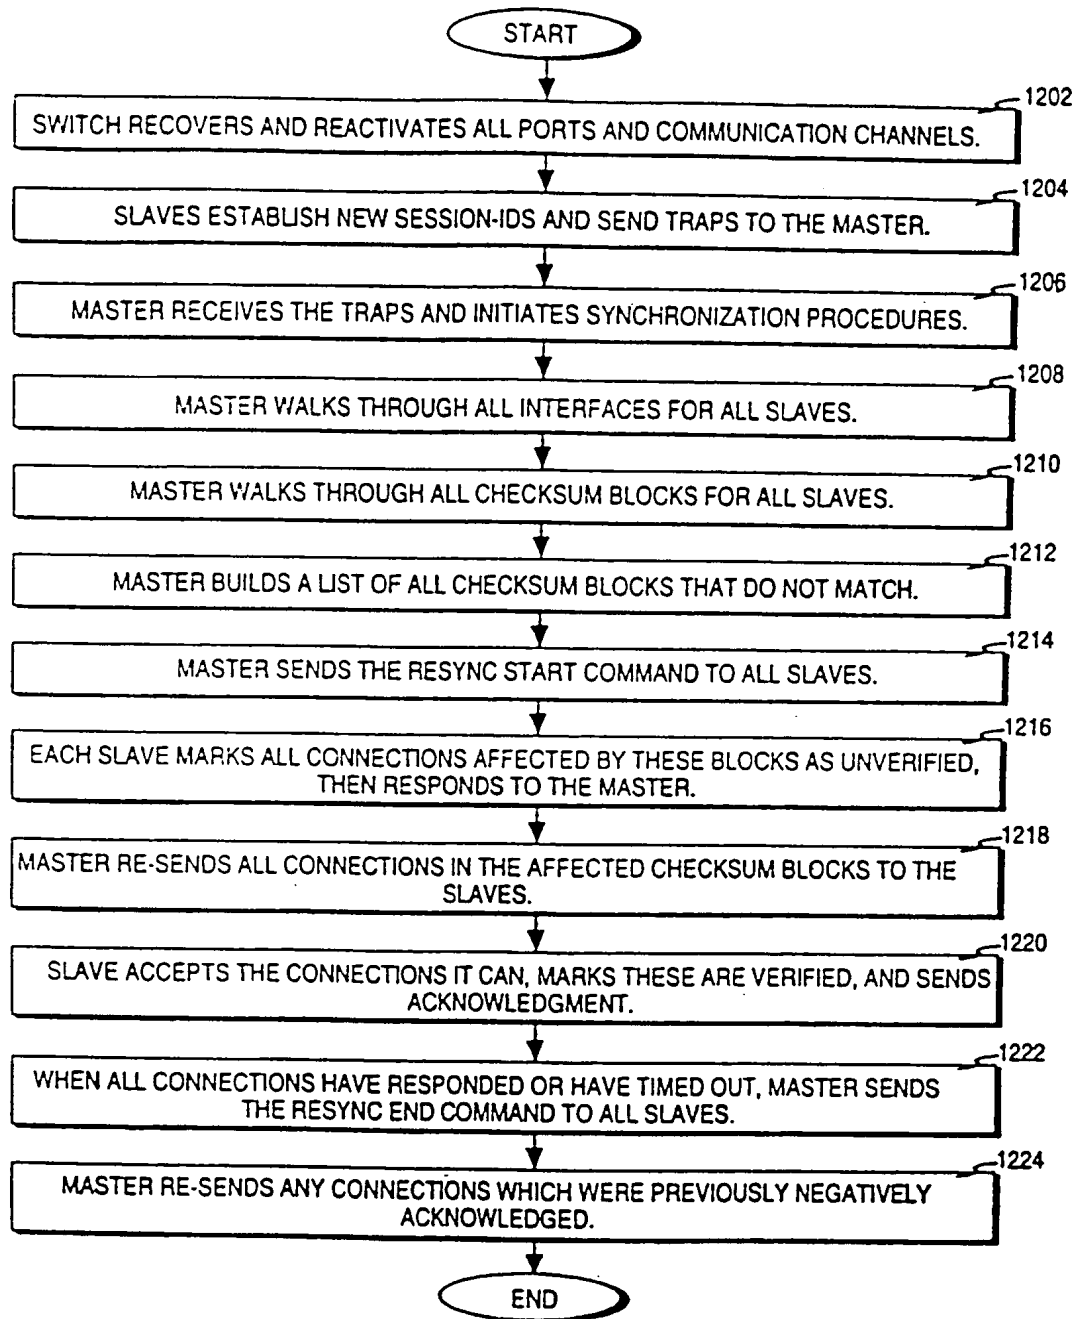 START
1202
SWITCH RECOVERS AND REACTIVATES ALL PORTS AND COMMUNICATION CHANNELS.
1204
SLAVES ESTABLISH NEW SESSION-IDS AND SEND TRAPS TO THE MASTER.
1206
MASTER RECEIVES THE TRAPS AND INITIATES SYNCHRONIZATION PROCEDURES.
1208
MASTER WALKS THROUGH ALL INTERFACES FOR ALL SLAVES.
1210
MASTER WALKS THROUGH ALL CHECKSUM BLOCKS FOR ALL SLAVES.
1212
MASTER BUILDS A LIST OF ALL CHECKSUM BLOCKS THAT DO NOT MATCH.
1214
MASTER SENDS THE RESYNC START COMMAND TO ALL SLAVES.
1216
EACH SLAVE MARKS ALL CONNECTIONS AFFECTED BY THESE BLOCKS AS UNVERIFIED,
THEN RESPONDS TO THE MASTER.
1218
MASTER RE-SENDS ALL CONNECTIONS IN THE AFFECTED CHECKSUM BLOCKS TO THE
SLAVES.
1220
SLAVE ACCEPTS THE CONNECTIONS IT CAN, MARKS THESE ARE VERIFIED, AND SENDS
ACKNOWLEDGMENT.
1222
WHEN ALL CONNECTIONS HAVE RESPONDED OR HAVE TIMED OUT, MASTER SENDS
THE RESYNC END COMMAND TO ALL SLAVES.
1224
MASTER RE-SENDS ANY CONNECTIONS WHICH WERE PREVIOUSLY NEGATIVELY
ACKNOWLEDGED.
END